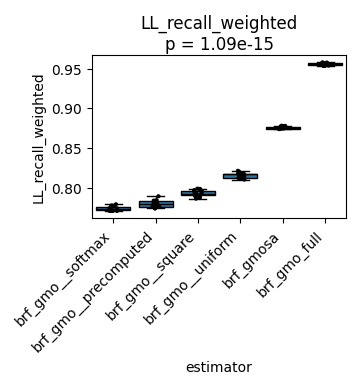 LL_recall_weighted
p = 1.09e-15
LL_recall_weighted
0.95
0.90
0.85
0.80
brf_gmo__softmax
brf_gmo__precomputed
brf_gmo__square
brf_gmo__uniform
brf_gmosa
brf_gmo_full
estimator